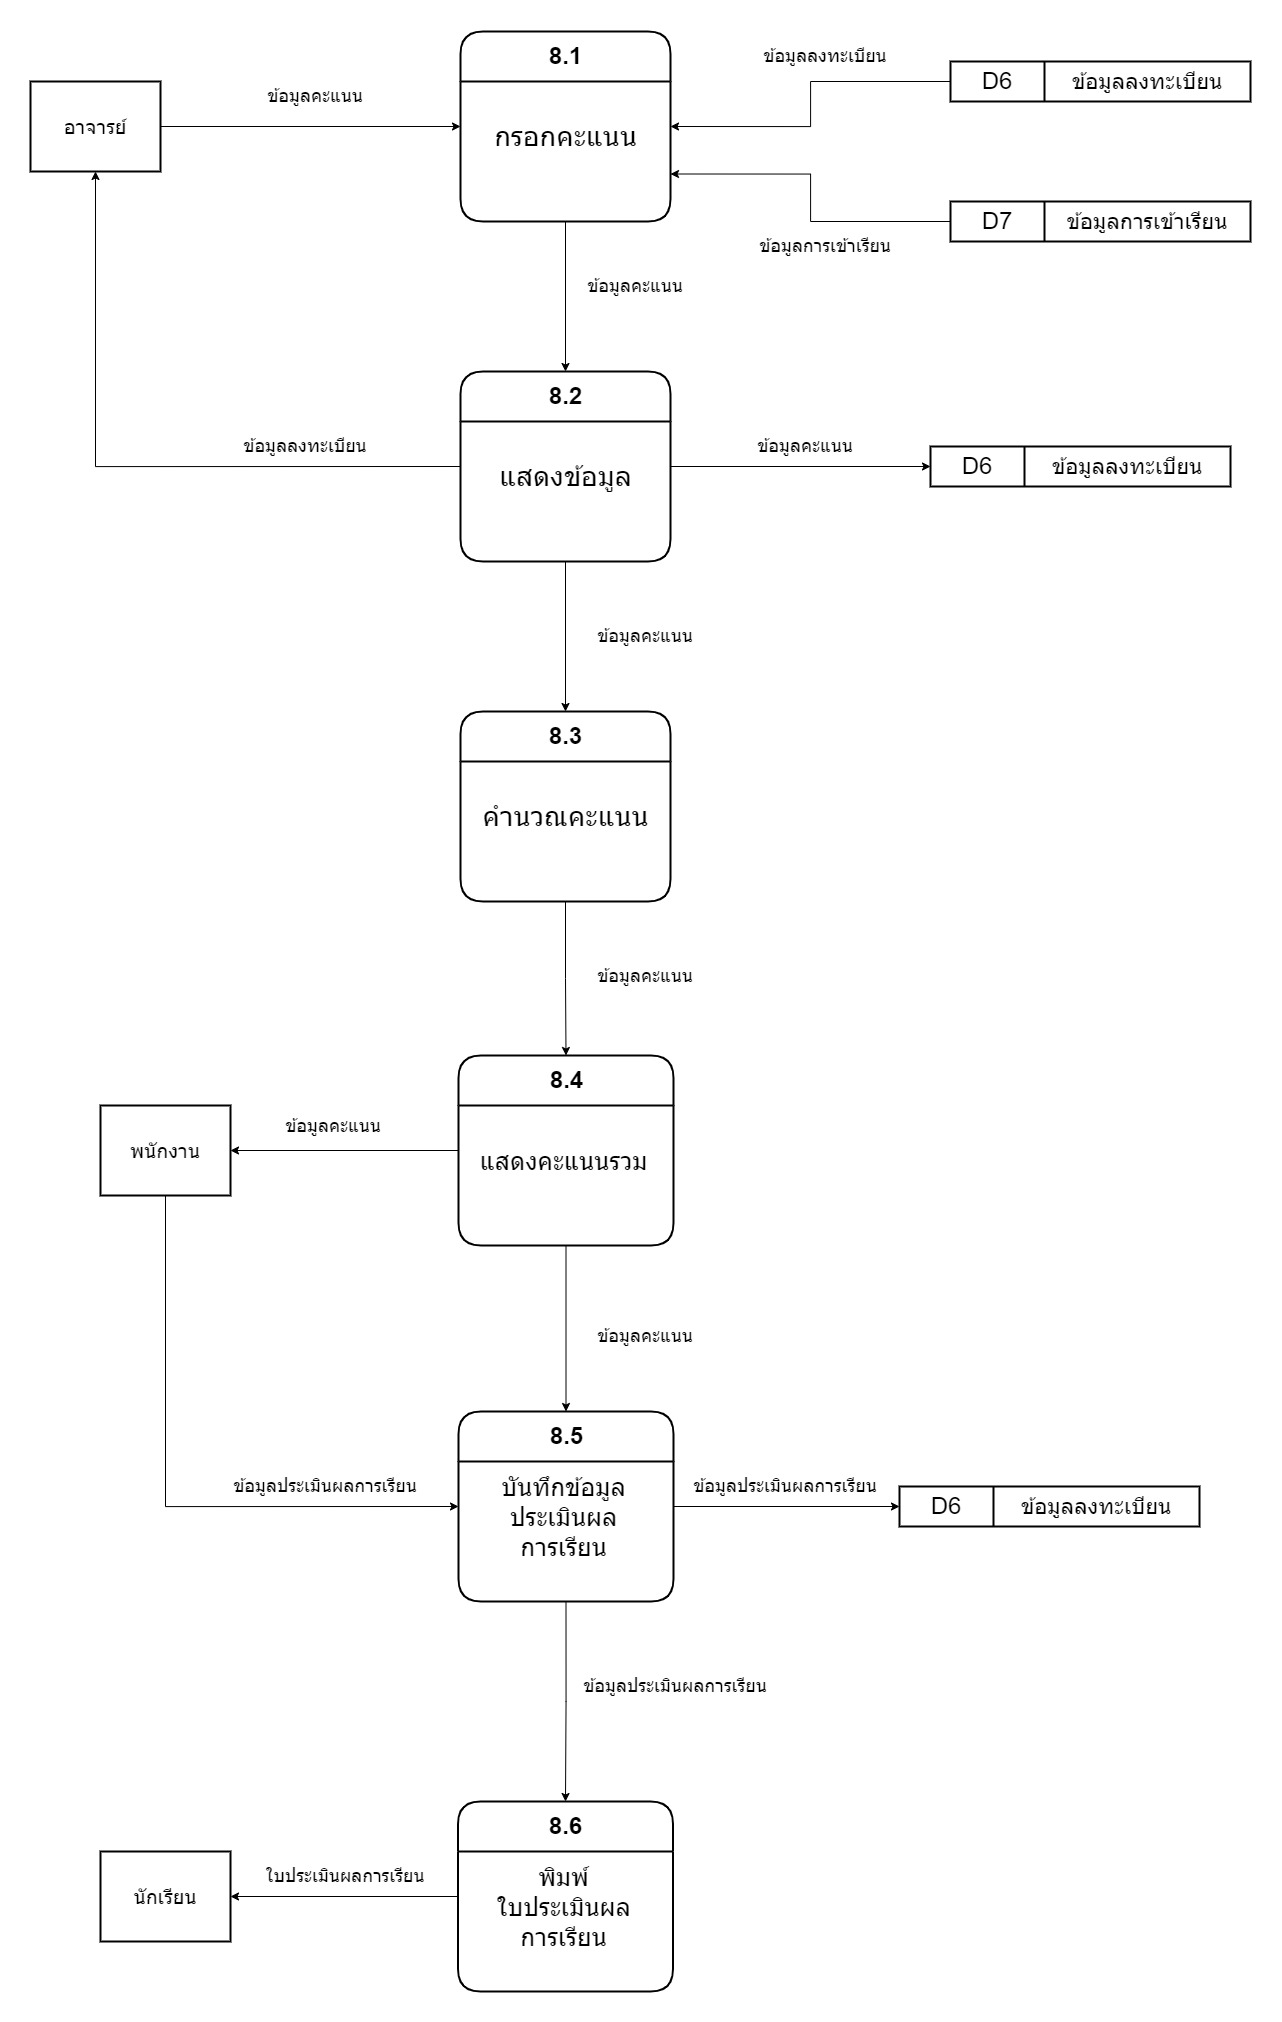 8.1
ข้อมูลลงทะเบียน
D6 ข้อมูลลงทะเบียน
อาจารย์
ข้อมูลคะแนน
กรอกคะแนน
D7 ข้อมูลการเข้าเรียน
ข้อมูลการเข้าเรียน
ข้อมูลคะแนน
8.2
ข้อมูลลงทะเบียน
แสดงข้อมูล
ข้อมูลคะแนน
D6 ข้อมูลลงทะเบียน
ข้อมูลคะแนน
8.3
คำนวณคะแนน
ข้อมูลคะแนน
8.4
พนักงาน
ข้อมูลคะแนน
แสดงคะแนนรวม
ข้อมูลคะแนน
8.5
ข้อมูลประเมินผลการเรียน
บันทึกข้อมูล
ประเมินผล
การเรียน
ข้อมูลประเมินผลการเรียน
D6 ข้อมูลลงทะเบียน
ข้อมูลประเมินผลการเรียน
8.6
นักเรียน
ใบประเมินผลการเรียน
พิมพ์
ใบประเมินผล
การเรียน